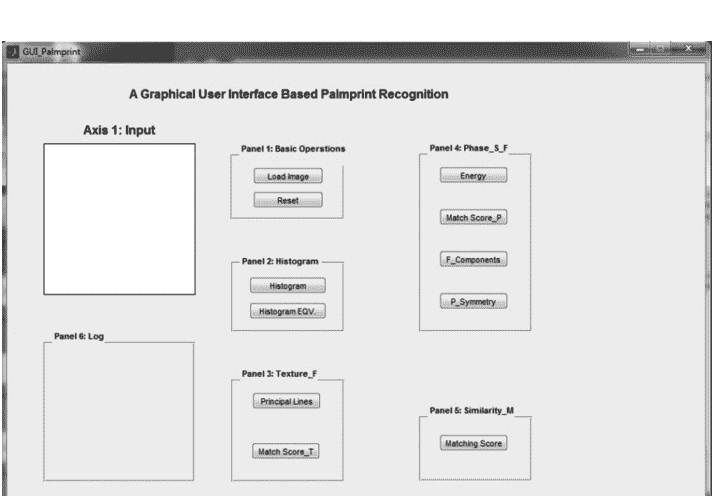 GUI_Palmprint
A Graphical User Interface Based Palmprint Recognition
Axis 1: Input
Panel 1: Basic Operstions
Load Image
Reset
Panel 2: Histogram
Histogram
Histogram EQV.
Panel 3: Texture_F
Principal Lines
Match Score_T
Panel 4: Phase_S_F
Energy
Match Score_P
F_Components
P_Symmetry
Panel 5: Similarity_M
Matching Score
Panel 6: Log